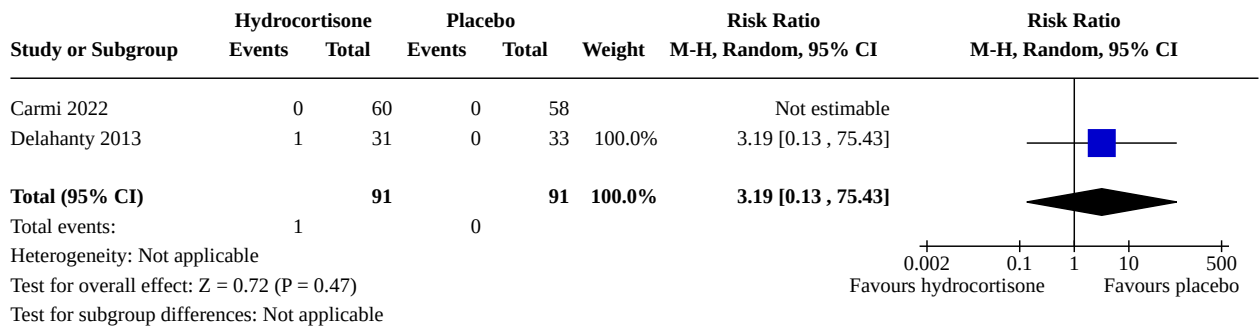 Hydrocortisone Placebo Risk Ratio Risk Ratio
Study or Subgroup Events Total Events Total Weight M-H, Random, 95% CI M-H, Random, 95% CI
Carmi 2022 0 60 0 58 Not estimable
Delahanty 2013 1 31 0 33 100.0% 3.19 [0.13 , 75.43]
Total (95% CI) 91 91 100.0% 3.19 [0.13 , 75.43]
Total events: 1 0
Heterogeneity: Not applicable
0.002 0.1 1 10 500
Test for overall effect: Z = 0.72 (P = 0.47)
Favours hydrocortisone Favours placebo
Test for subgroup differences: Not applicable